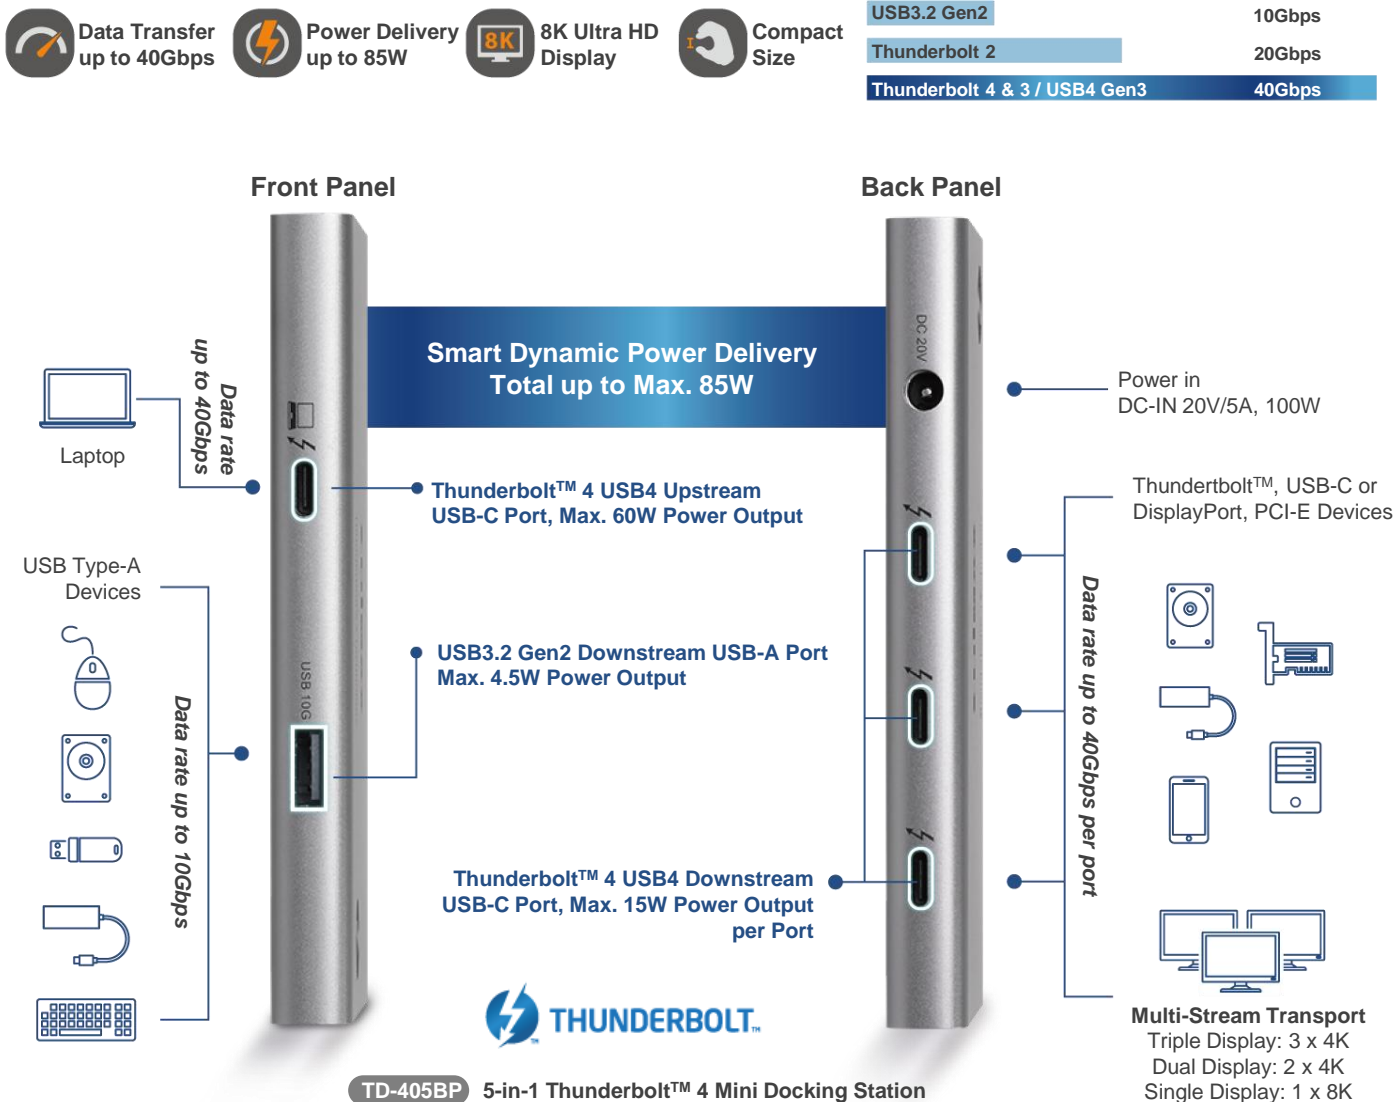 Data Transfer
up to 40Gbps
Power Delivery
up to 85W
8K
8K Ultra HD
Display
Compact
Size
USB3.2 Gen2 10Gbps
Thunderbolt 2 20Gbps
Thunderbolt 4 & 3 / USB4 Gen3 40Gbps
Front Panel
Back Panel
Smart Dynamic Power Delivery
Total up to Max. 85W
DC 20V
Power in
DC-IN 20V/5A, 100W
Data rate
up to 40Gbps
Laptop
Thunderbolt™ 4 USB4 Upstream
USB-C Port, Max. 60W Power Output
Thundertbolt™, USB-C or
DisplayPort, PCI-E Devices
USB Type-A
Devices
USB3.2 Gen2 Downstream USB-A Port
Max. 4.5W Power Output
USB 10G
Data rate up to 10Gbps
Data rate up to 40Gbps per port
Thunderbolt™ 4 USB4 Downstream
USB-C Port, Max. 15W Power Output
per Port
THUNDERBOLT™
Multi-Stream Transport
Triple Display: 3 x 4K
Dual Display: 2 x 4K
Single Display: 1 x 8K
TD-405BP 5-in-1 Thunderbolt™ 4 Mini Docking Station